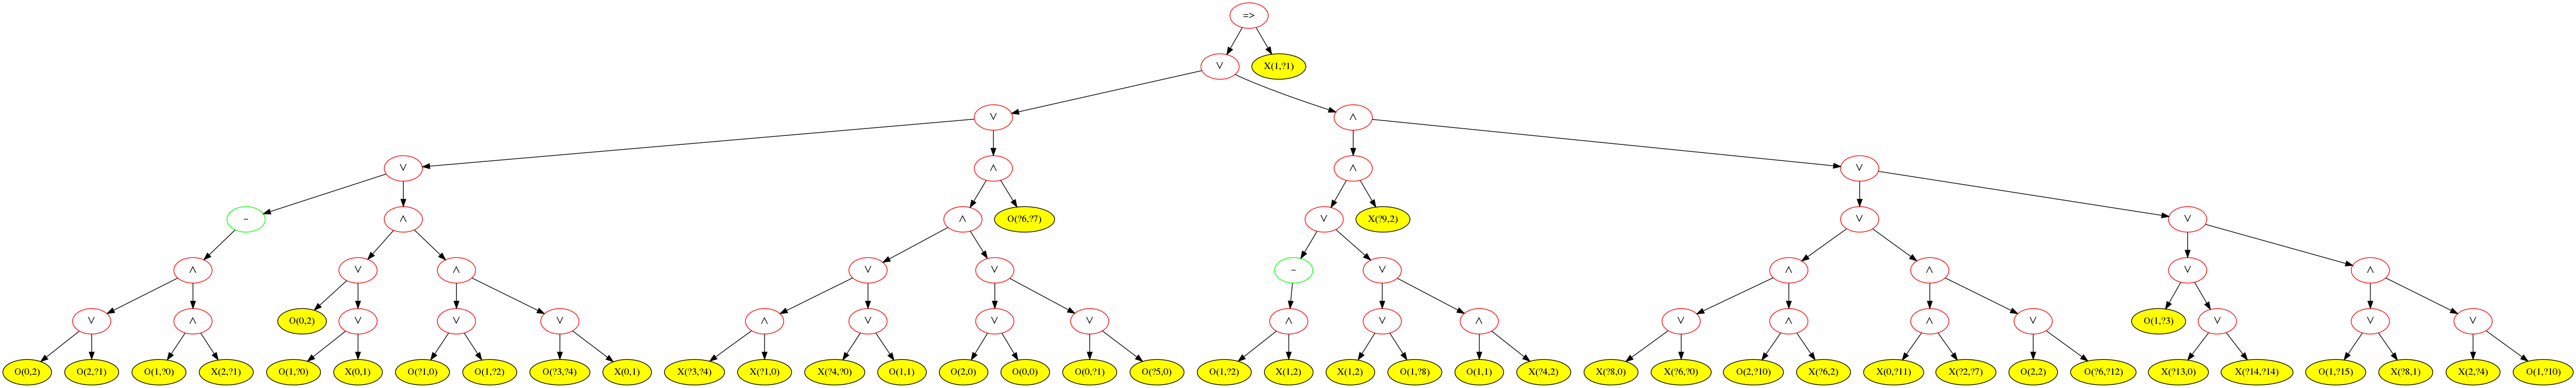 =>
∨ X(1,?1)
∨ ∧
∨ ∧ ∧ ∨
~ ∧ ∧ O(?6,?7) ∨ X(?9,2) ∨ ∨
∧ ∨ ∧ ∨ ∨ ~ ∨ ∧ ∧ ∨ ∧
∨ ∧ O(0,2) ∨ ∨ ∨ ∧ ∨ ∨ ∨ ∧ ∨ ∧ ∨ ∧ ∧ ∨ O(1,?3) ∨ ∨ ∨
O(0,2) O(2,?1) O(1,?0) X(2,?1) O(1,?0) X(0,1) O(?1,0) O(1,?2) O(?3,?4) X(0,1) X(?3,?4) X(?1,0) X(?4,?0) O(1,1) O(2,0) O(0,0) O(0,?1) O(?5,0) O(1,?2) X(1,2) X(1,2) O(1,?8) O(1,1) X(?4,2) X(?8,0) X(?6,?0) O(2,?10) X(?6,2) X(0,?11) X(?2,?7) O(2,2) O(?6,?12) X(?13,0) X(?14,?14) O(1,?15) X(?8,1) X(2,?4) O(1,?10)